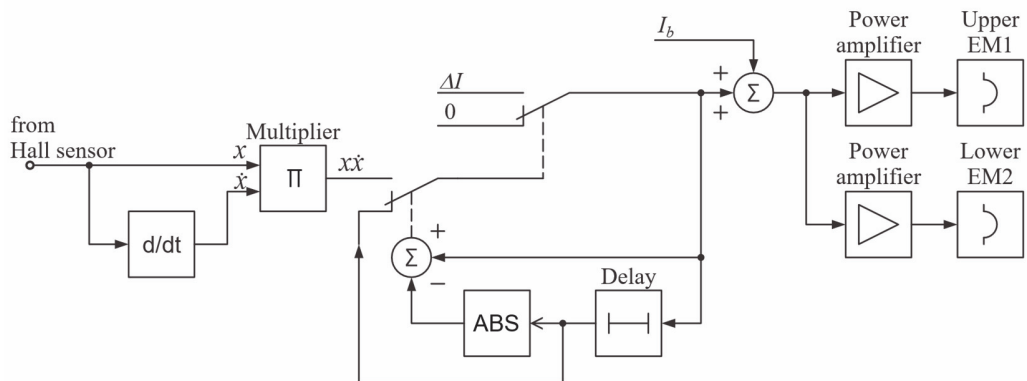 I_b
Power
amplifier
Upper
EM1
ΔI
0
+
+
Σ
from
Hall sensor
Multiplier
x
ẋ
Π
xẋ
Power
amplifier
Lower
EM2
d/dt
+
Σ
−
Delay
ABS